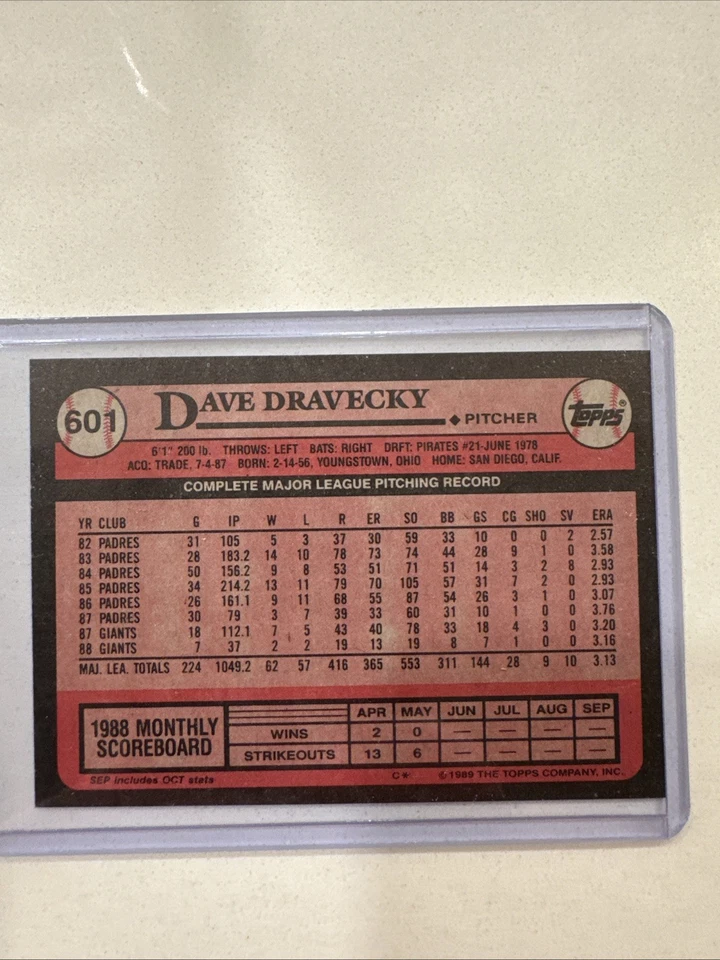 601
DAVE DRAVECKY
◆ PITCHER
Topps®
6'1" 200 lb. THROWS: LEFT BATS: RIGHT DRFT: PIRATES #21-JUNE 1978
ACQ: TRADE, 7-4-87 BORN: 2-14-56, YOUNGSTOWN, OHIO HOME: SAN DIEGO, CALIF.
COMPLETE MAJOR LEAGUE PITCHING RECORD
YR CLUB G IP W L R ER SO BB GS CG SHO SV ERA
82 PADRES 31 105 5 3 37 30 59 33 10 0 0 2 2.57
83 PADRES 28 183.2 14 10 78 73 74 44 28 9 1 0 3.58
84 PADRES 50 156.2 9 8 53 51 71 51 14 3 2 8 2.93
85 PADRES 34 214.2 13 11 79 70 105 57 31 7 2 0 2.93
86 PADRES 26 161.1 9 11 68 55 87 54 26 3 1 0 3.07
87 PADRES 30 79 3 7 39 33 60 31 10 1 0 0 3.76
87 GIANTS 18 112.1 7 5 43 40 78 33 18 4 3 0 3.20
88 GIANTS 7 37 2 2 19 13 19 8 7 1 0 0 3.16
MAJ. LEA. TOTALS 224 1049.2 62 57 416 365 553 311 144 28 9 10 3.13
1988 MONTHLY
SCOREBOARD
APR MAY JUN JUL AUG SEP
WINS 2 0 — — — —
STRIKEOUTS 13 6 — — — —
SEP includes OCT stats
C*. © 1989 THE TOPPS COMPANY, INC.